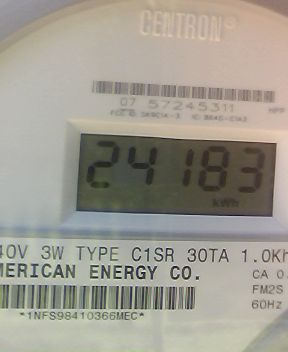 CENTRON®
07 57245311
24183
kWh
40V 3W TYPE C1SR 30TA 1.0Kh
MERICAN ENERGY CO.
CA 0.
FM2S
60Hz
*1NFS98410366MEC*